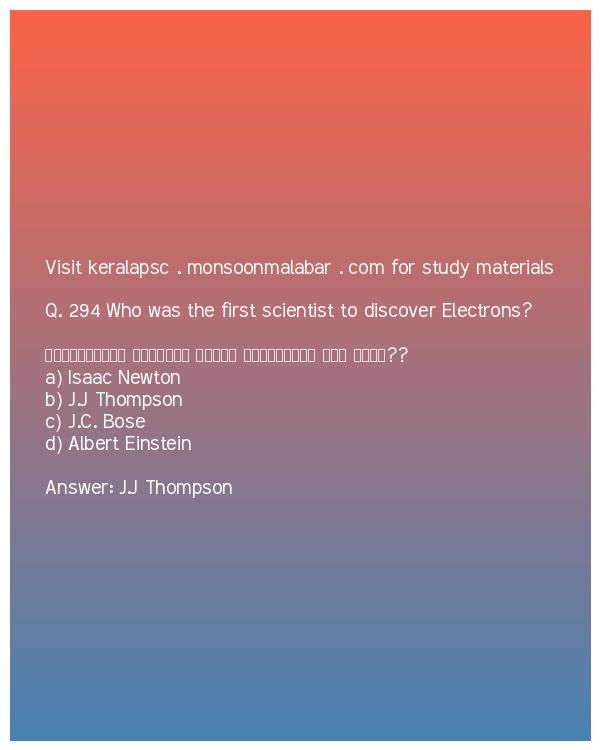 Visit keralapsc . monsoonmalabar . com for study materials
Q. 294 Who was the first scientist to discover Electrons?
??
a) Isaac Newton
b) J.J Thompson
c) J.C. Bose
d) Albert Einstein
Answer: J.J Thompson